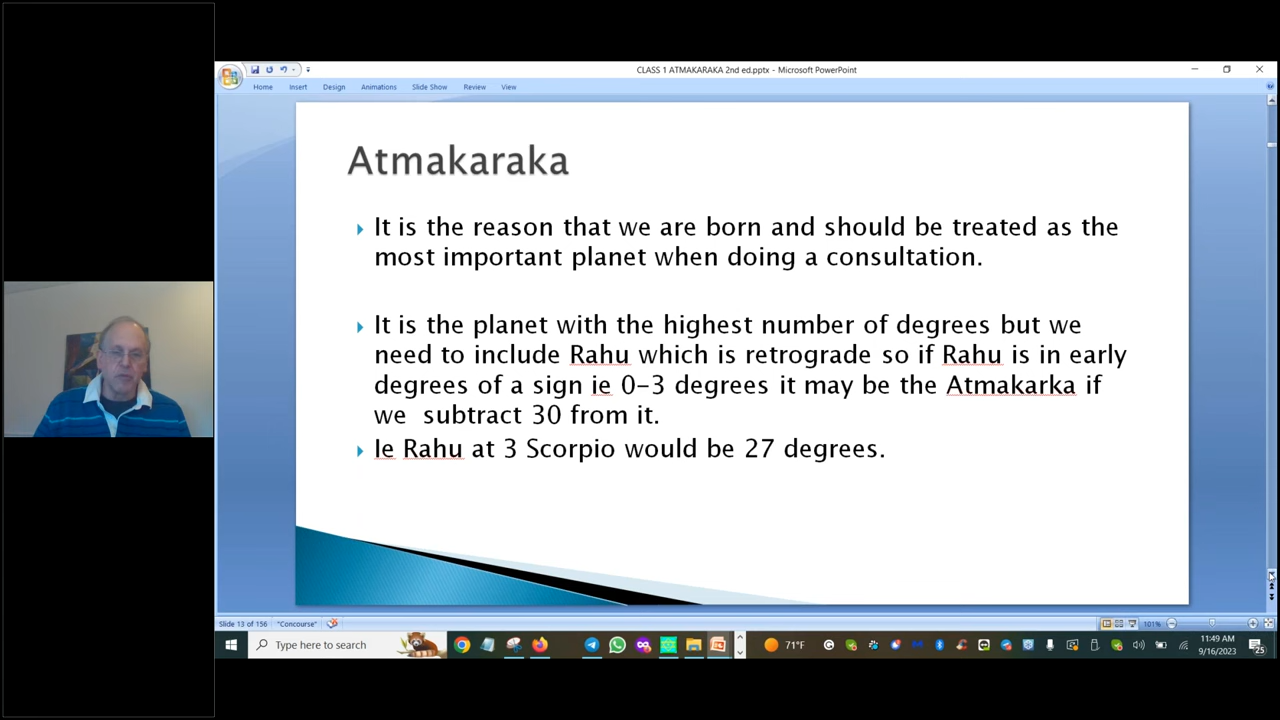 CLASS 1 ATMAKARAKA 2nd ed.pptx - Microsoft PowerPoint
Home Insert Design Animations Slide Show Review View
Atmakaraka
It is the reason that we are born and should be treated as the
most important planet when doing a consultation.
It is the planet with the highest number of degrees but we
need to include Rahu which is retrograde so if Rahu is in early
degrees of a sign ie 0-3 degrees it may be the Atmakarka if
we subtract 30 from it.
Ie Rahu at 3 Scorpio would be 27 degrees.
Slide 13 of 156 "Concourse" 101%
Type here to search 71°F 11:49 AM
9/16/2023 25